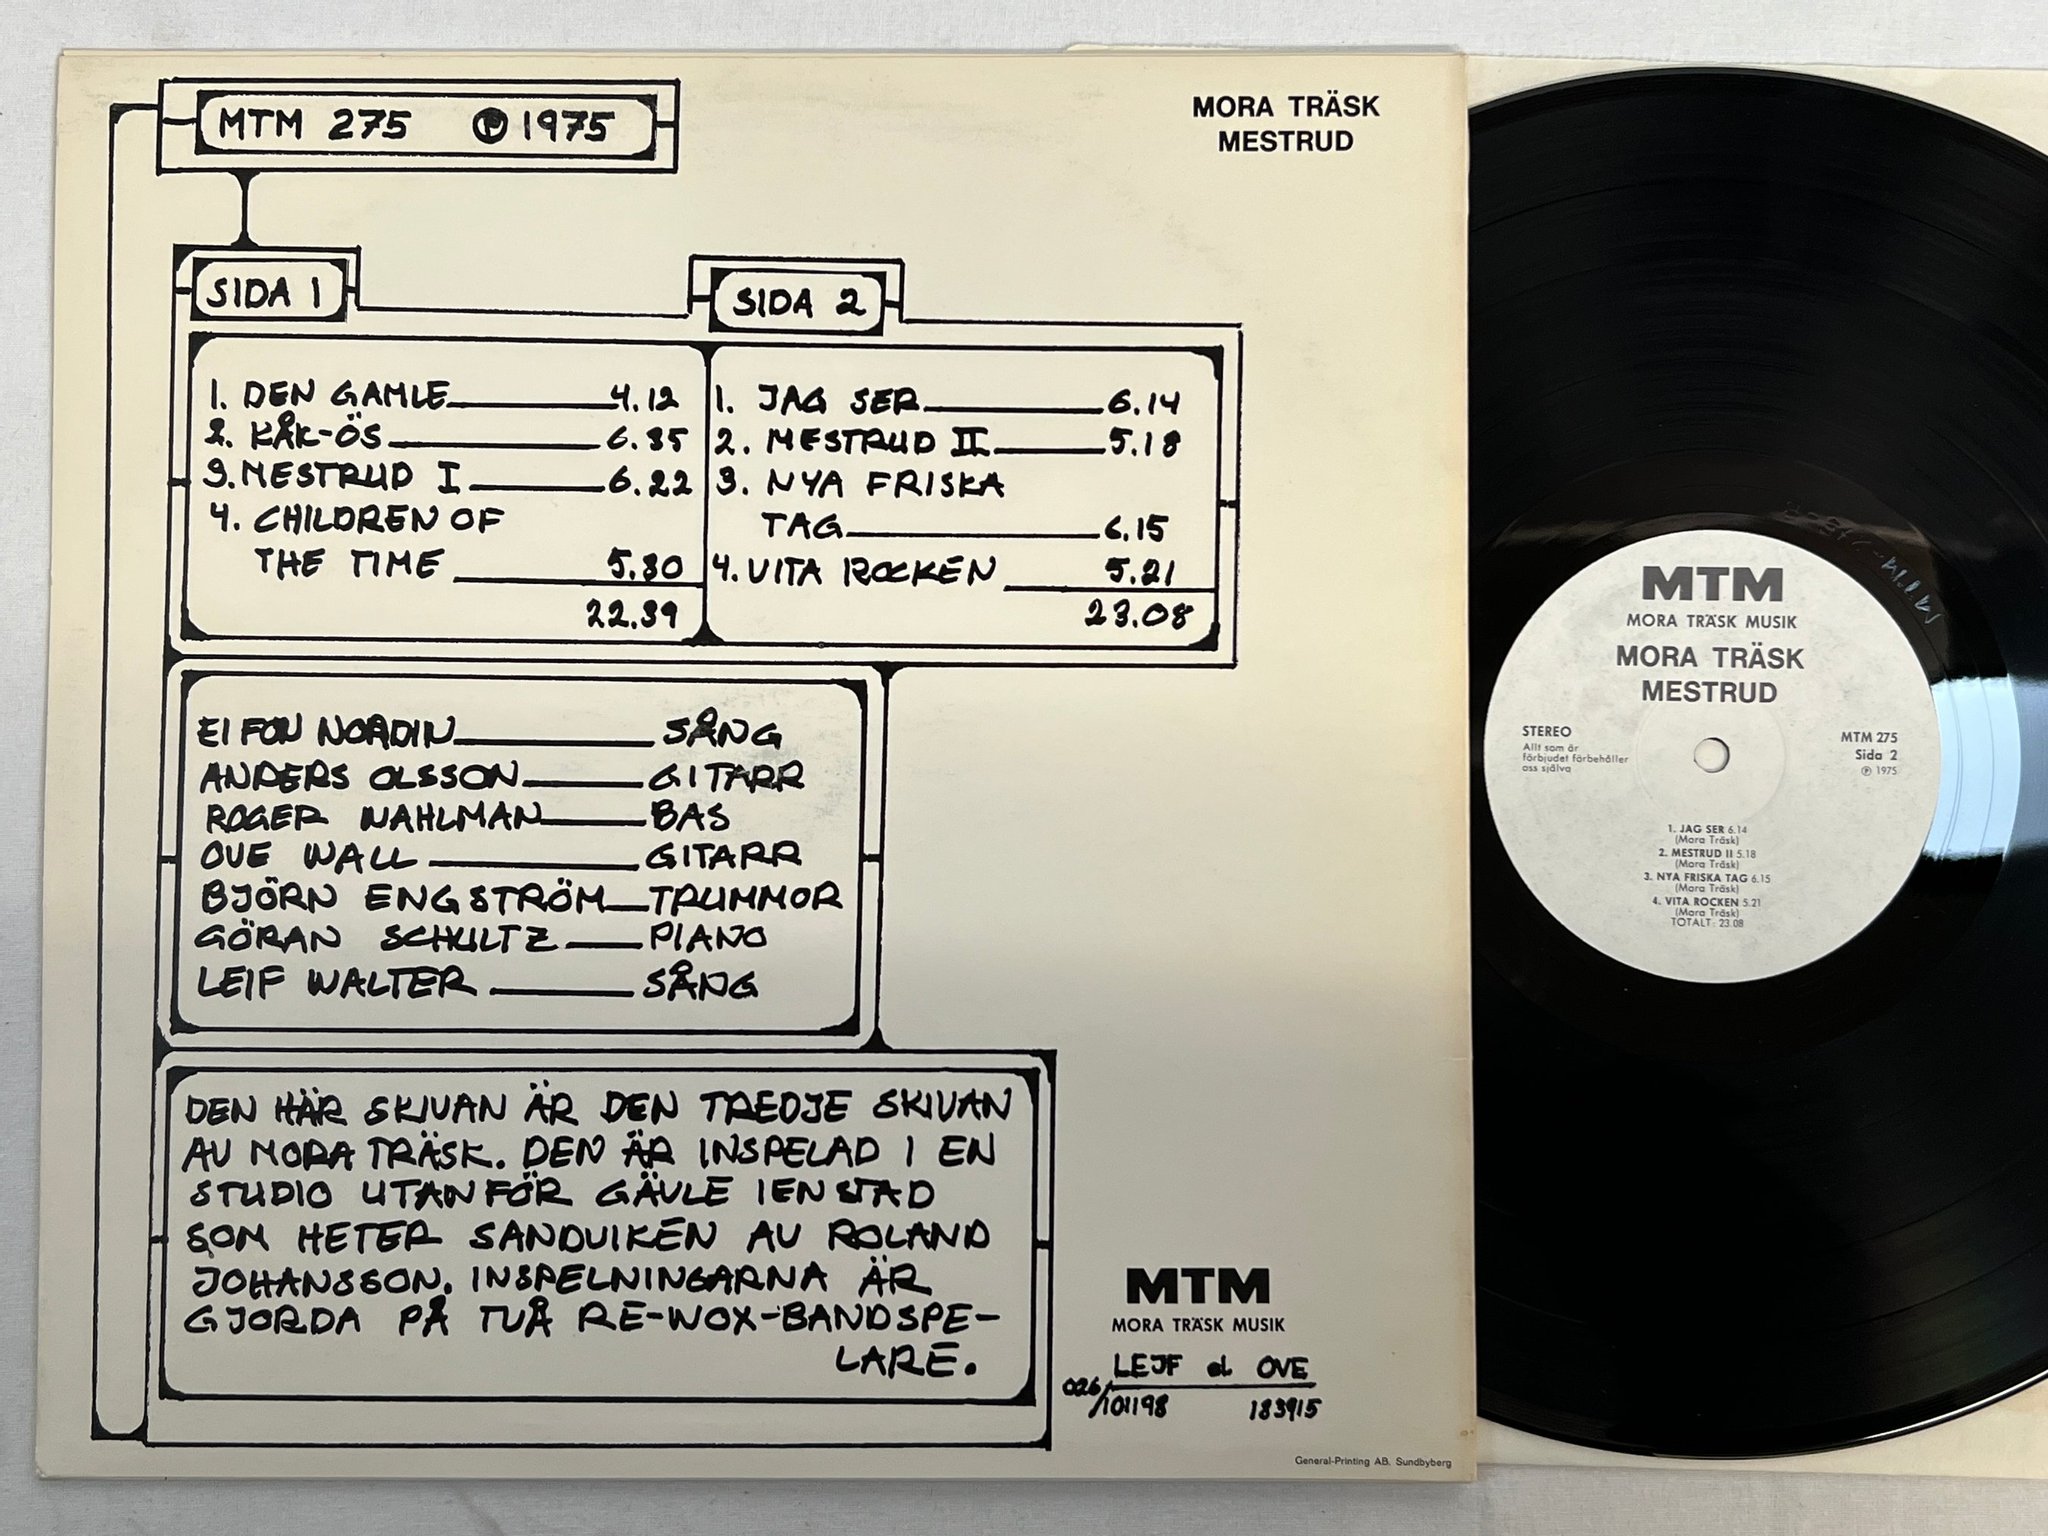 MTM 275 ℗ 1975
MORA TRÄSK
MESTRUD
SIDA 1
1. DEN GAMLE 4.12
2. KÅK-ÖS 6.35
3. MESTRUD I 6.22
4. CHILDREN OF
THE TIME 5.30
22.39
SIDA 2
1. JAG SER 6.14
2. MESTRUD II 5.18
3. NYA FRISKA
TAG 6.15
4. VITA ROCKEN 5.21
23.08
EIFON NORDIN SÅNG
ANDERS OLSSON GITARR
ROGER WAHLMAN BAS
OVE WALL GITARR
BJÖRN ENGSTRÖM TRUMMOR
GÖRAN SCHULTZ PIANO
LEIF WALTER SÅNG
DEN HÄR SKIVAN ÄR DEN TREDJE SKIVAN
AV MORA TRÄSK. DEN ÄR INSPELAD I EN
STUDIO UTANFÖR GÄVLE I EN STAD
SOM HETER SANDVIKEN AV ROLAND
JOHANSSON. INSPELNINGARNA ÄR
GJORDA PÅ TVÅ RE-WOX-BANDSPE-
LARE.
MTM
MORA TRÄSK MUSIK
LEJF el OVE
026/101198 183915
General-Printing AB. Sundbyberg
MTM
MORA TRÄSK MUSIK
MORA TRÄSK
MESTRUD
STEREO
Allt som är
förbjudet förbehåller
oss själva
MTM 275
Sida 2
℗ 1975
1. JAG SER 6.14
(Mora Träsk)
2. MESTRUD II 5.18
(Mora Träsk)
3. NYA FRISKA TAG 6.15
(Mora Träsk)
4. VITA ROCKEN 5.21
(Mora Träsk)
TOTALT: 23.08